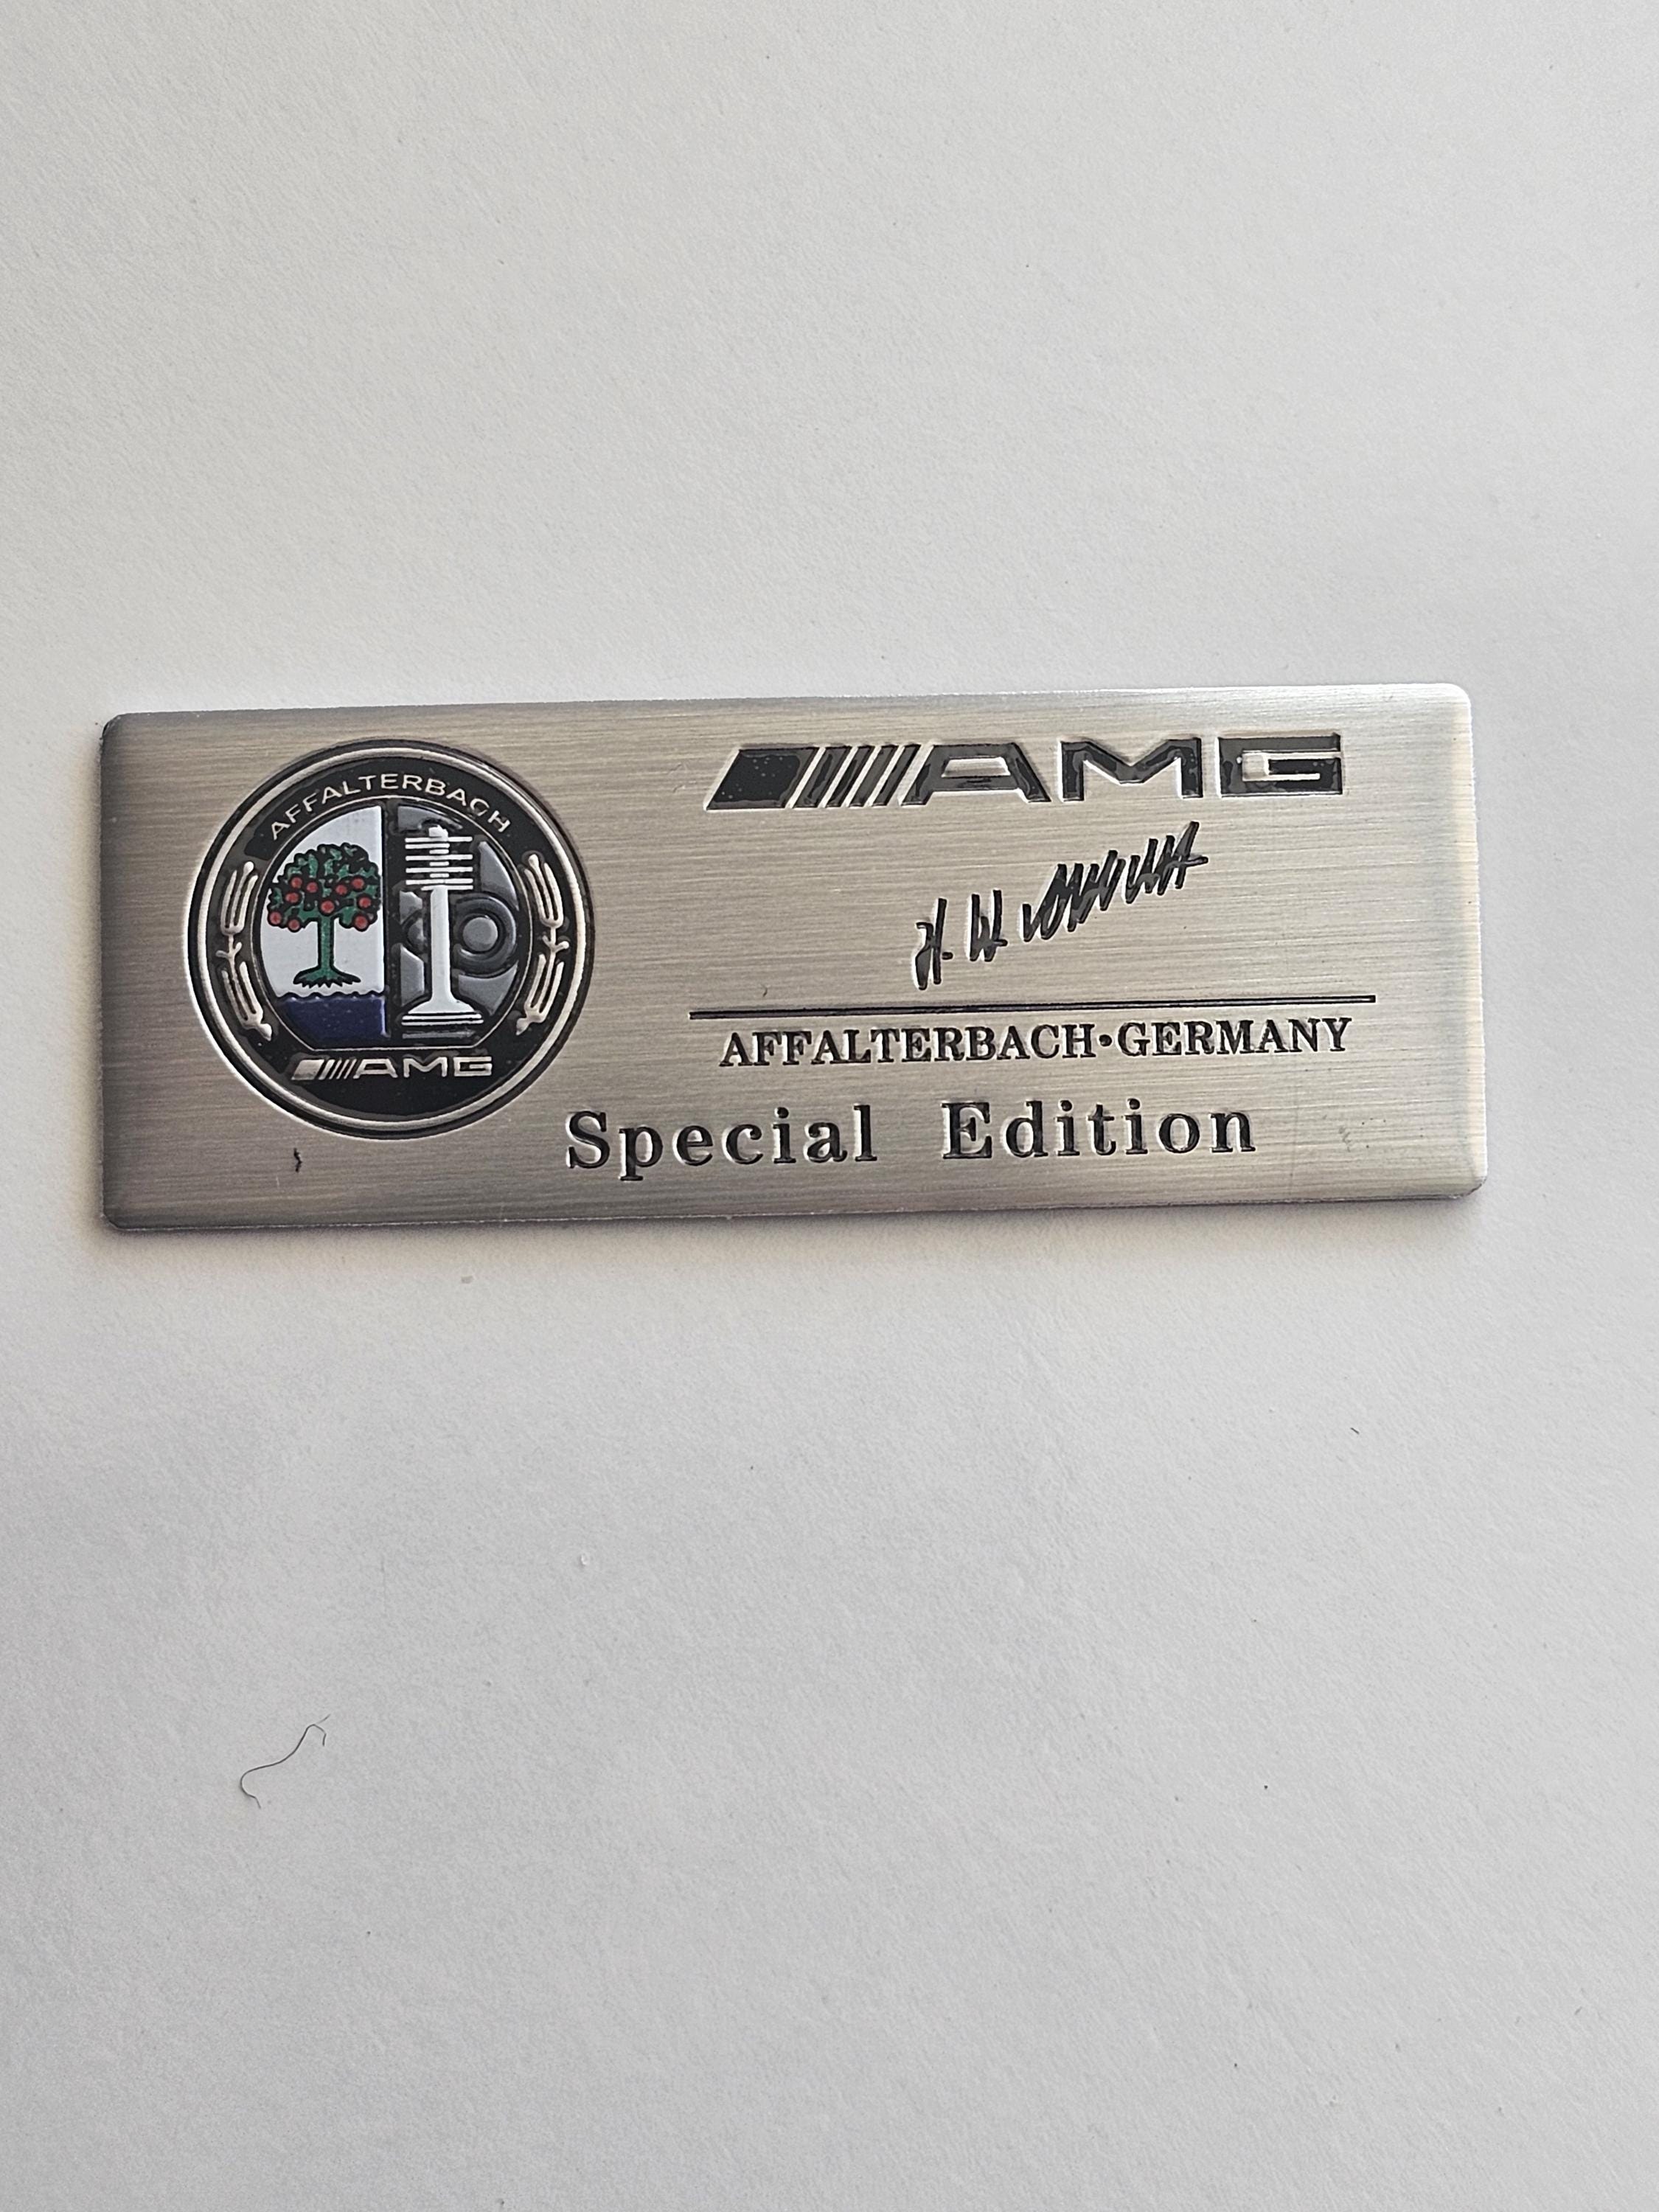 AFFALTERBACH
AMG
AMG
AFFALTERBACH•GERMANY
Special Edition